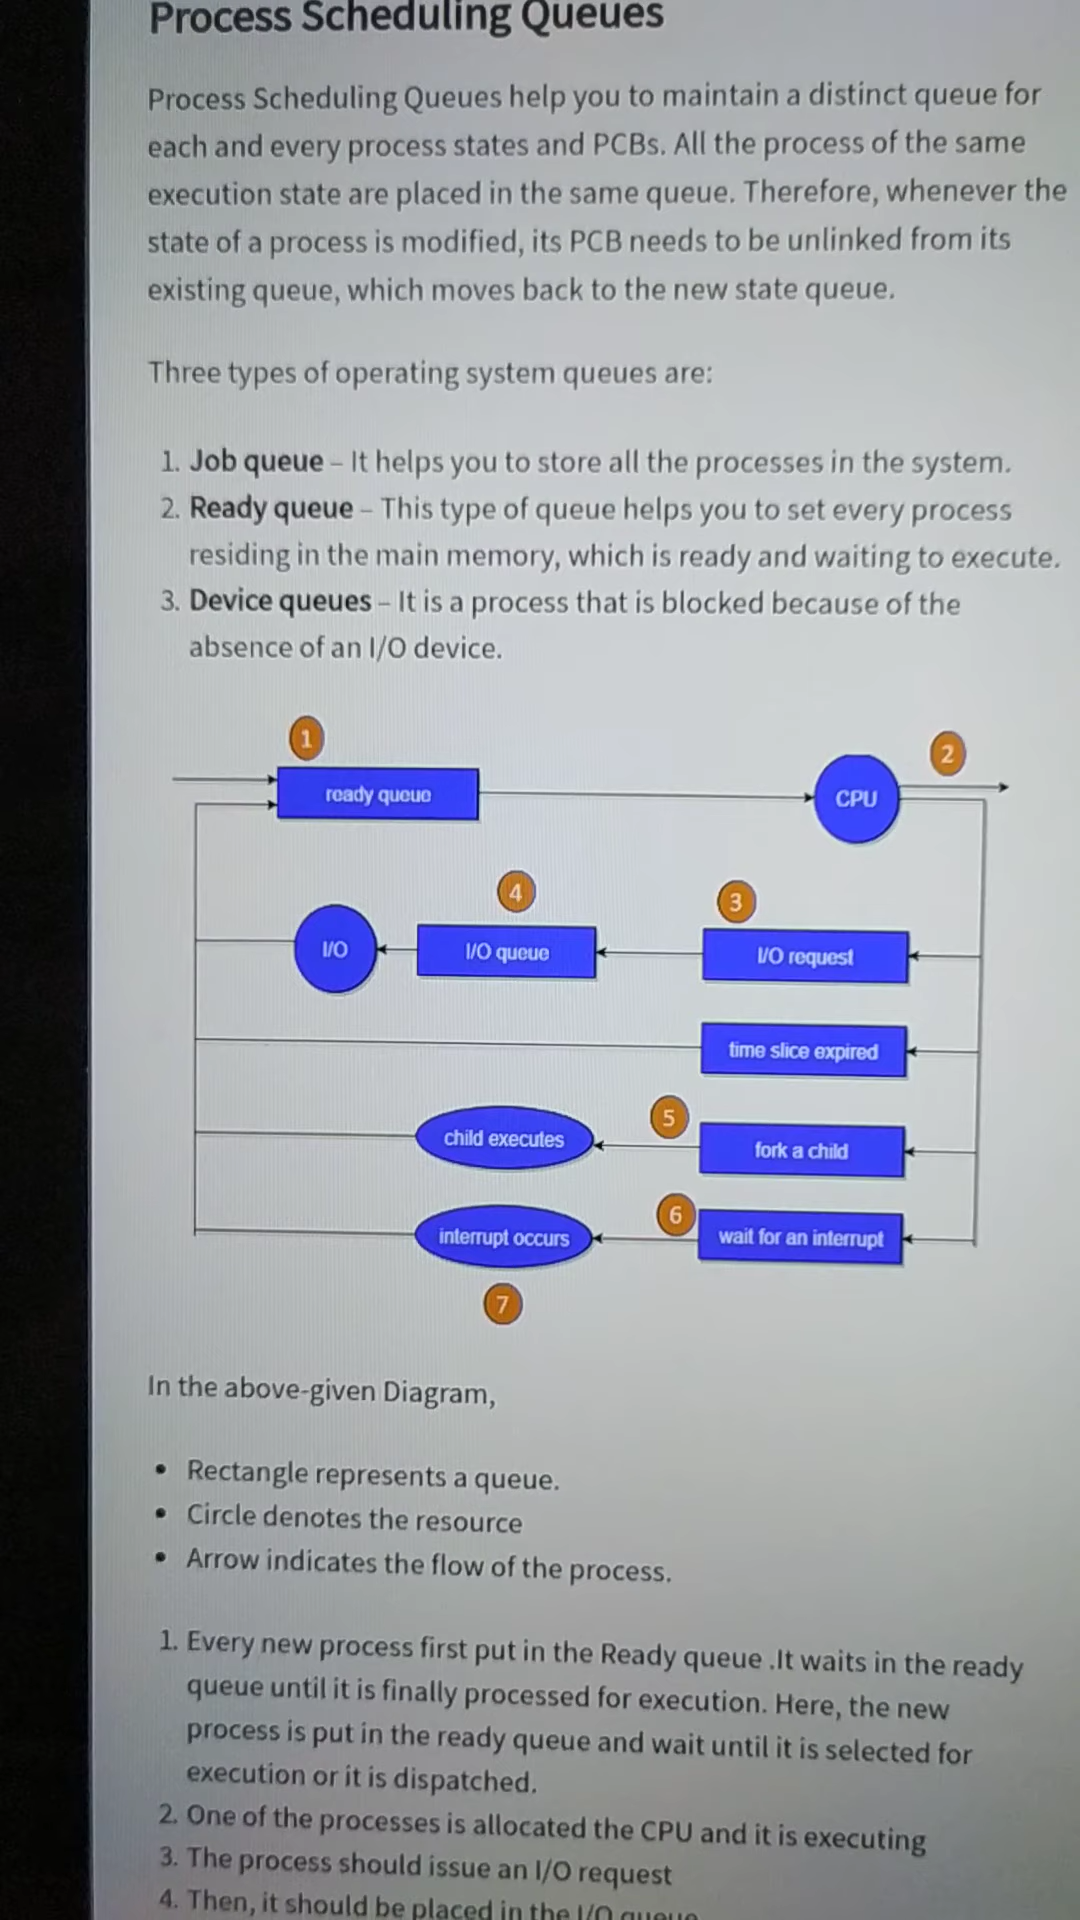 Process Scheduling Queues
Process Scheduling Queues help you to maintain a distinct queue for
each and every process states and PCBs. All the process of the same
execution state are placed in the same queue. Therefore, whenever the
state of a process is modified, its PCB needs to be unlinked from its
existing queue, which moves back to the new state queue.
Three types of operating system queues are:
1. Job queue – It helps you to store all the processes in the system.
2. Ready queue – This type of queue helps you to set every process
residing in the main memory, which is ready and waiting to execute.
3. Device queues – It is a process that is blocked because of the
absence of an I/O device.
1
2
ready queue
CPU
4
3
I/O
I/O queue
I/O request
time slice expired
5
child executes
fork a child
6
interrupt occurs
wait for an interrupt
7
In the above-given Diagram,
• Rectangle represents a queue.
• Circle denotes the resource
• Arrow indicates the flow of the process.
1. Every new process first put in the Ready queue .It waits in the ready
queue until it is finally processed for execution. Here, the new
process is put in the ready queue and wait until it is selected for
execution or it is dispatched.
2. One of the processes is allocated the CPU and it is executing
3. The process should issue an I/O request
4. Then, it should be placed in the I/O queue